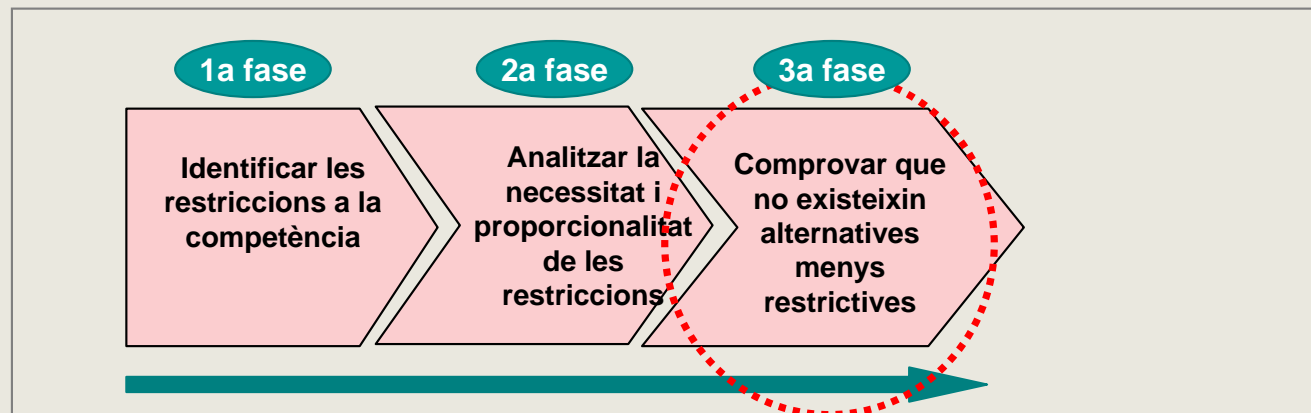 1a fase
Identificar les
restriccions a la
competència
2a fase
Analitzar la
necessitat i
proporcionalitat
de les
restriccions
3a fase
Comprovar que
no existeixin
alternatives
menys
restrictives